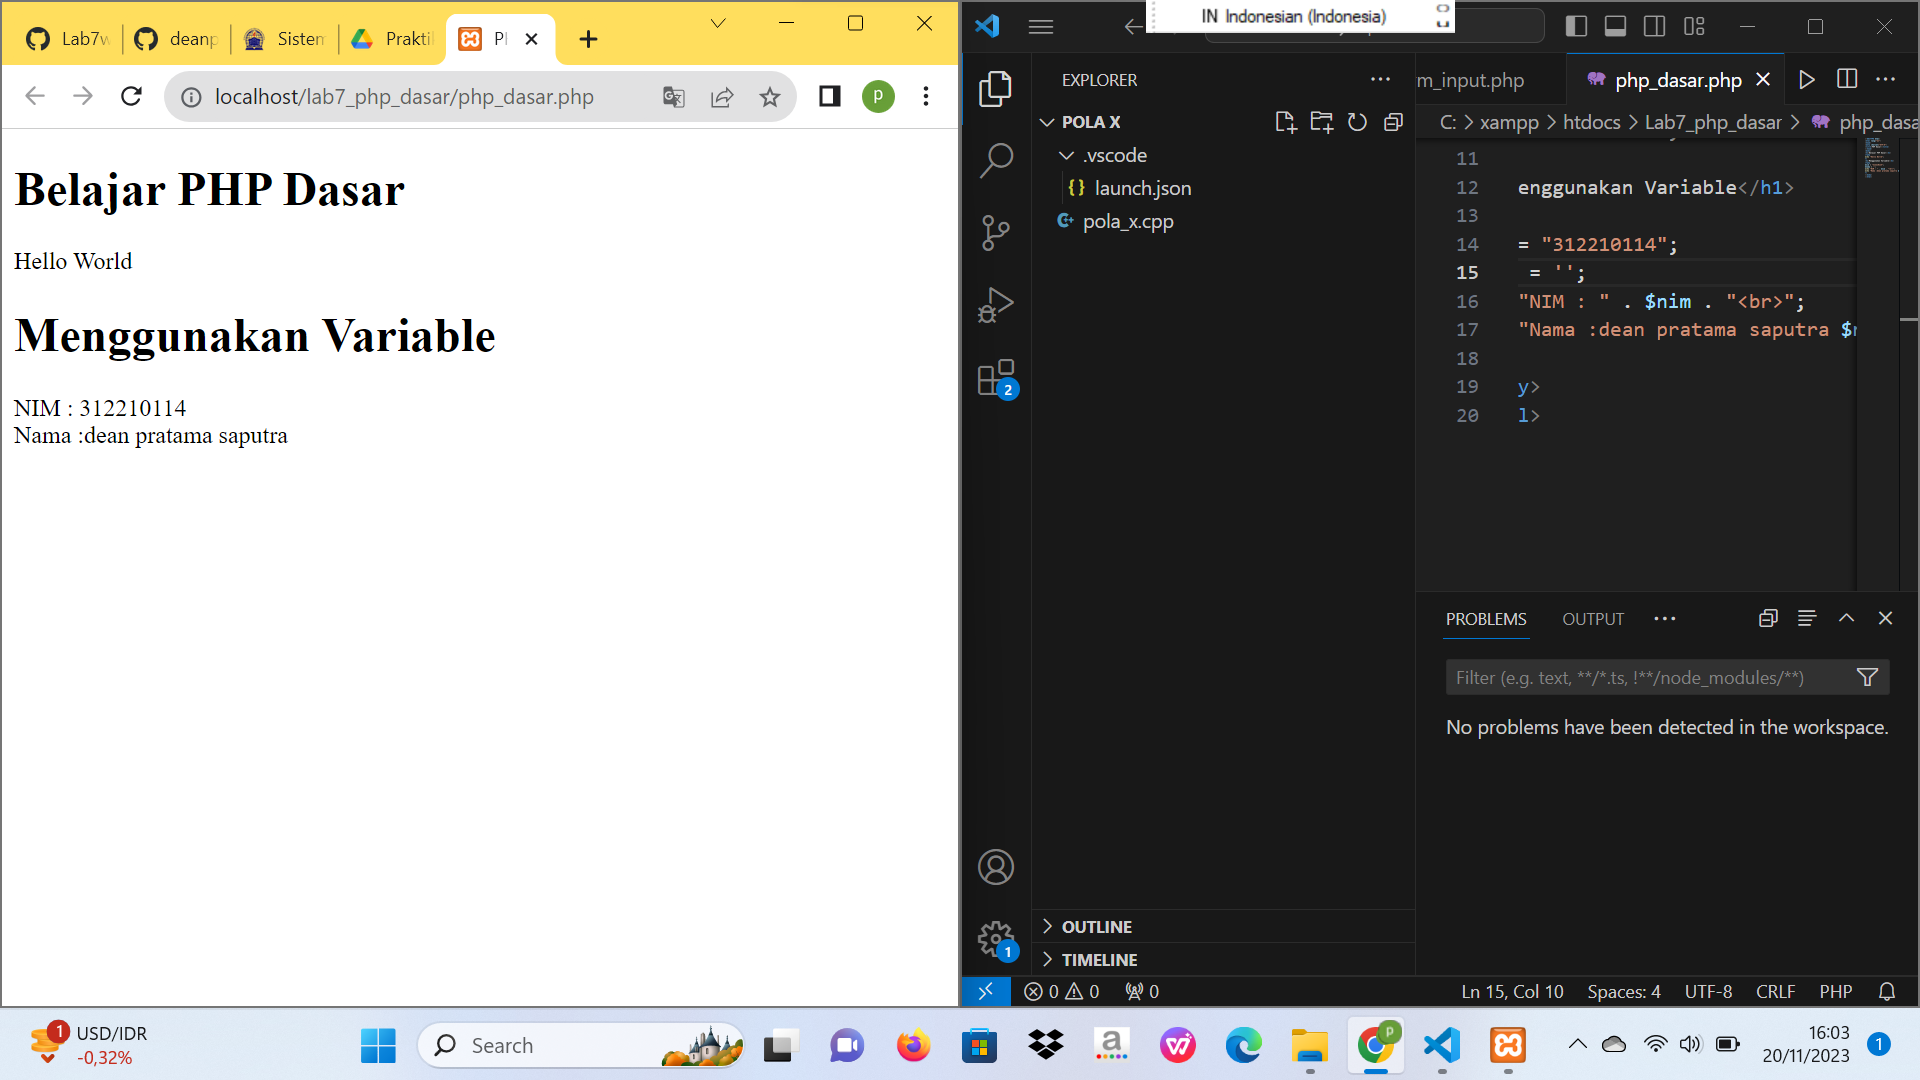 Lab7w
deanp
Sistem
Praktik
localhost/lab7_php_dasar/php_dasar.php
P
Belajar PHP Dasar
Hello World
Menggunakan Variable
NIM : 312210114
Nama :dean pratama saputra
IN Indonesian (Indonesia)
EXPLORER
m_input.php
php_dasar.php
POLA X
C: > xampp > htdocs > Lab7_php_dasar > php_dasa
.vscode
{} launch.json
pola_x.cpp
11
12 enggunakan Variable</h1>
13
14 = "312210114";
15 = '';
16 "NIM : " . $nim . "<br>";
17 "Nama :dean pratama saputra $n
18
19 y>
20 l>
2
PROBLEMS OUTPUT
Filter (e.g. text, **/*.ts, !**/node_modules/**)
No problems have been detected in the workspace.
OUTLINE
1
TIMELINE
0 0 0
Ln 15, Col 10 Spaces: 4 UTF-8 CRLF PHP
1
USD/IDR
-0,32%
Search
16:03
20/11/2023
1